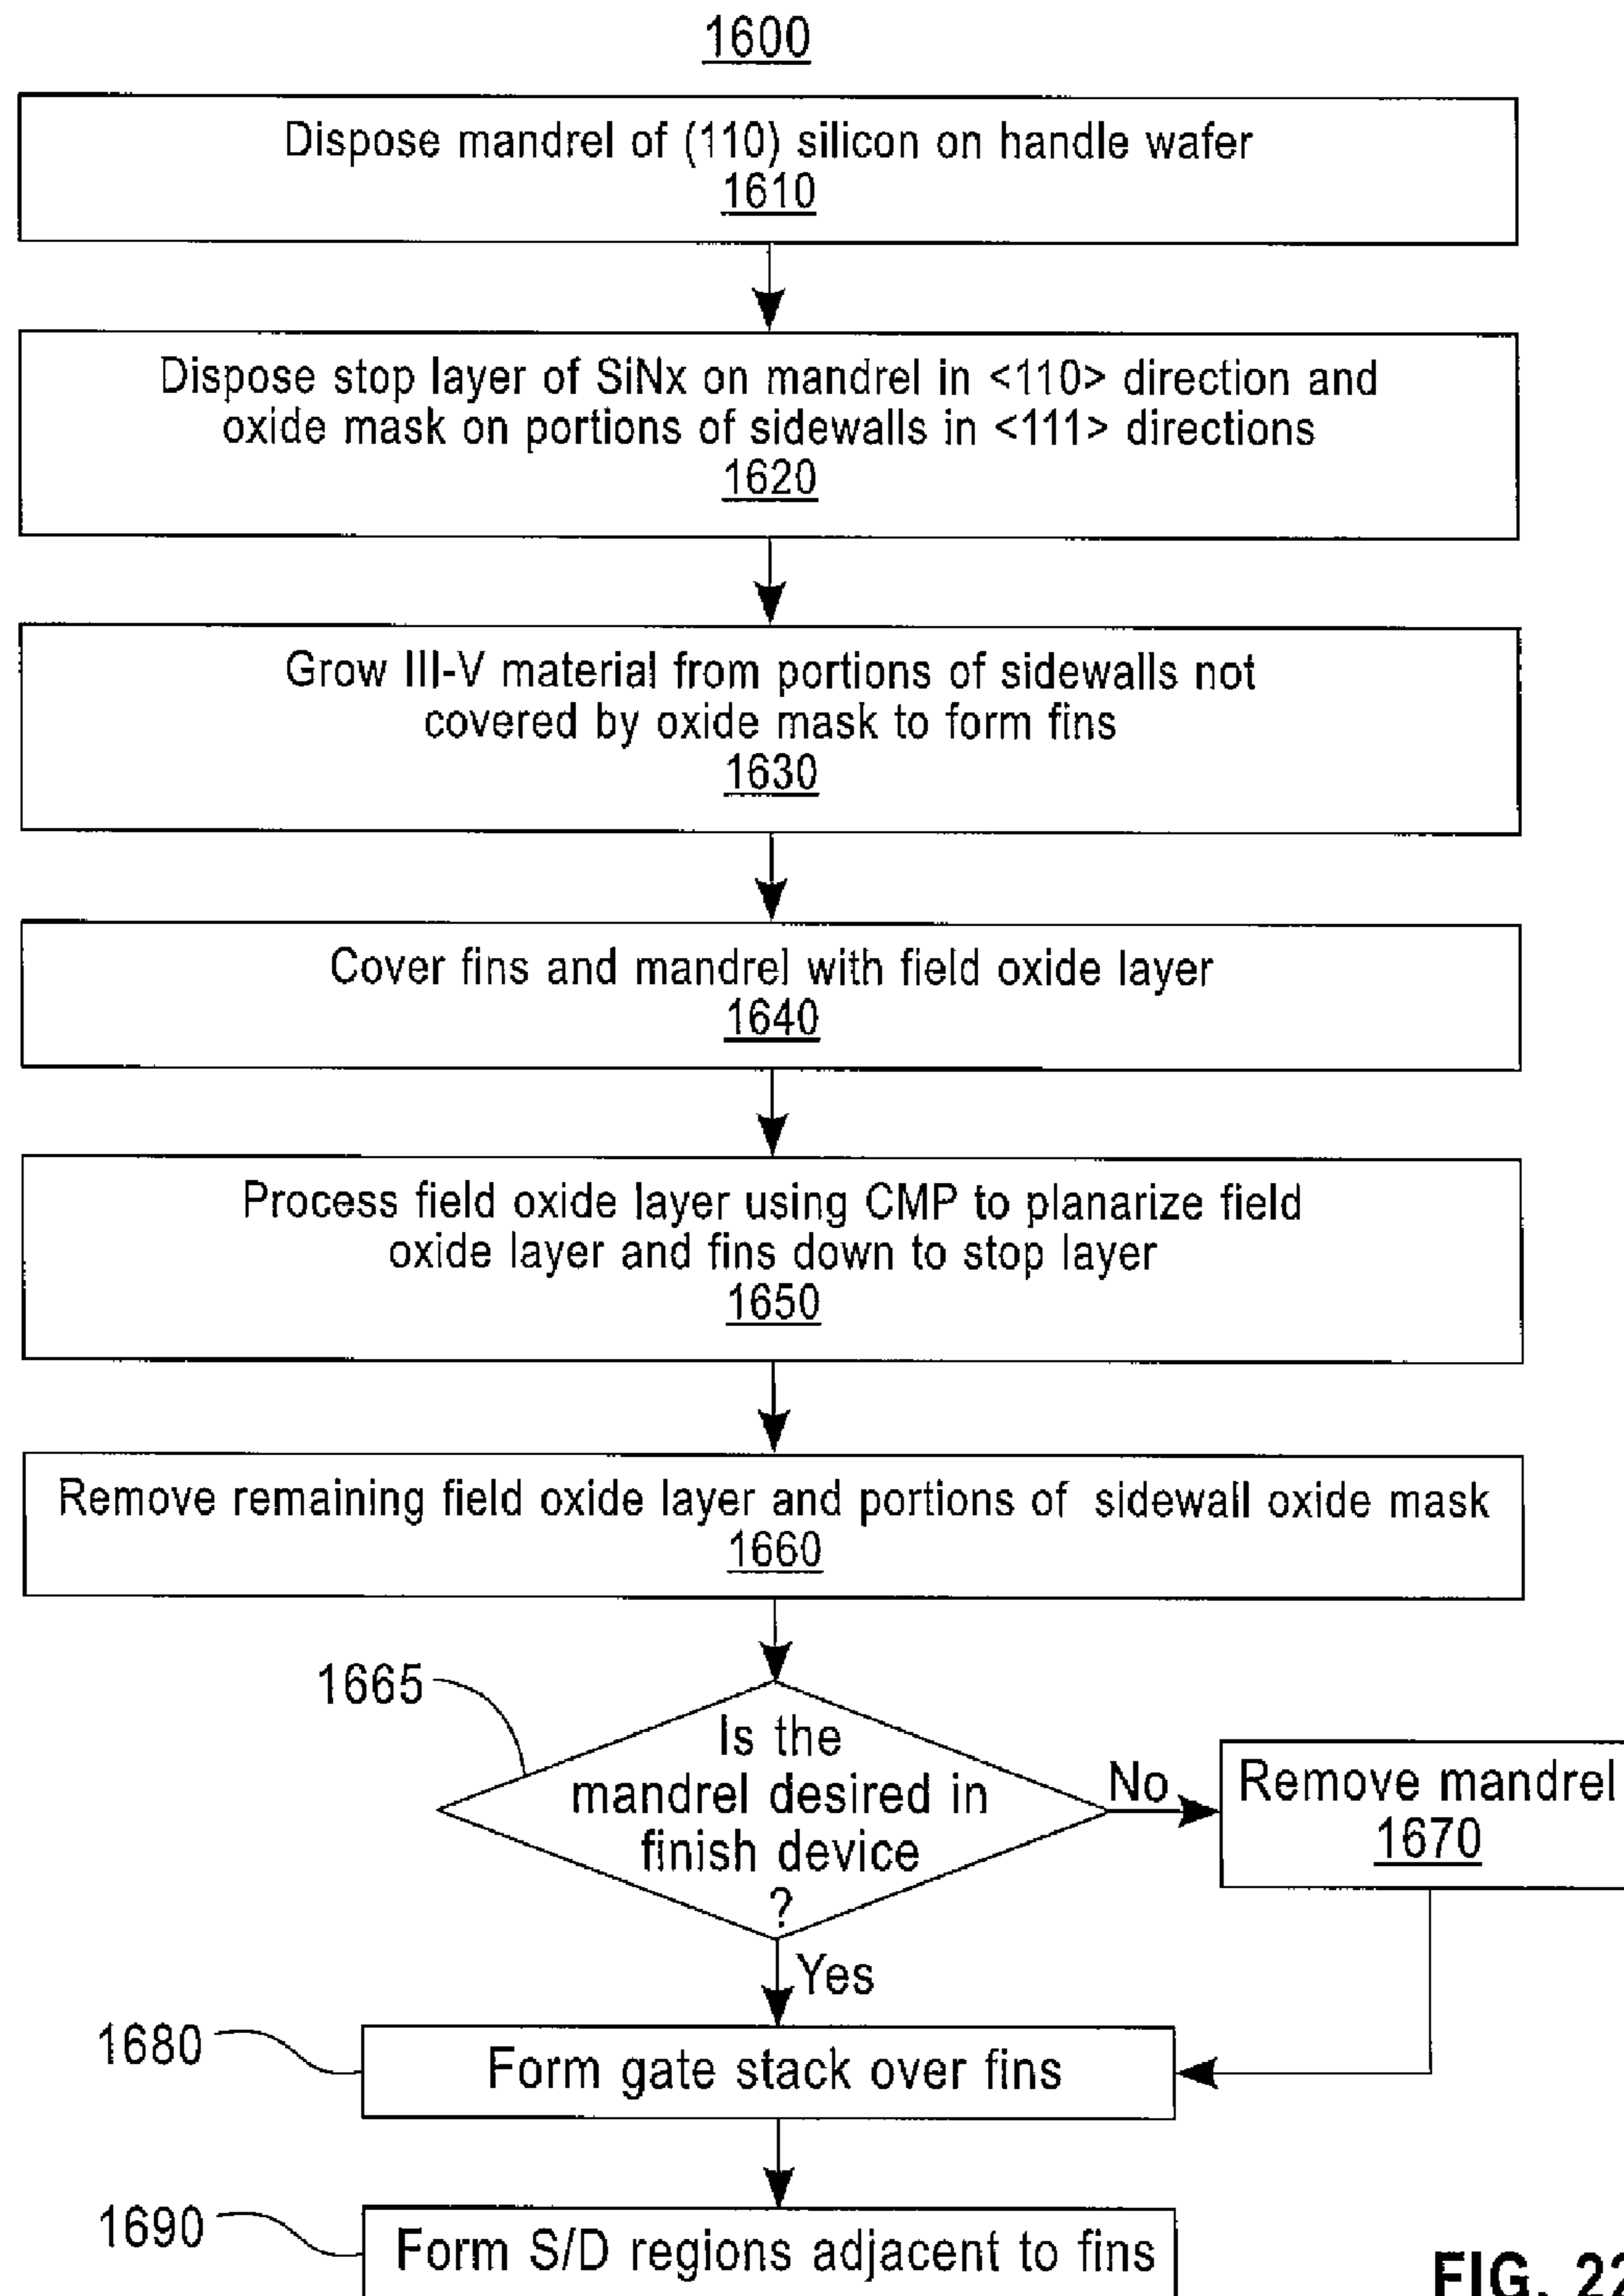 1600
Dispose mandrel of (110) silicon on handle wafer
1610
Dispose stop layer of SiNx on mandrel in <110> direction and
oxide mask on portions of sidewalls in <111> directions
1620
Grow III-V material from portions of sidewalls not
covered by oxide mask to form fins
1630
Cover fins and mandrel with field oxide layer
1640
Process field oxide layer using CMP to planarize field
oxide layer and fins down to stop layer
1650
Remove remaining field oxide layer and portions of sidewall oxide mask
1660
1665
Is the
mandrel desired in
finish device
?
No
Remove mandrel
1670
Yes
1680
Form gate stack over fins
1690
Form S/D regions adjacent to fins
FIG. 22